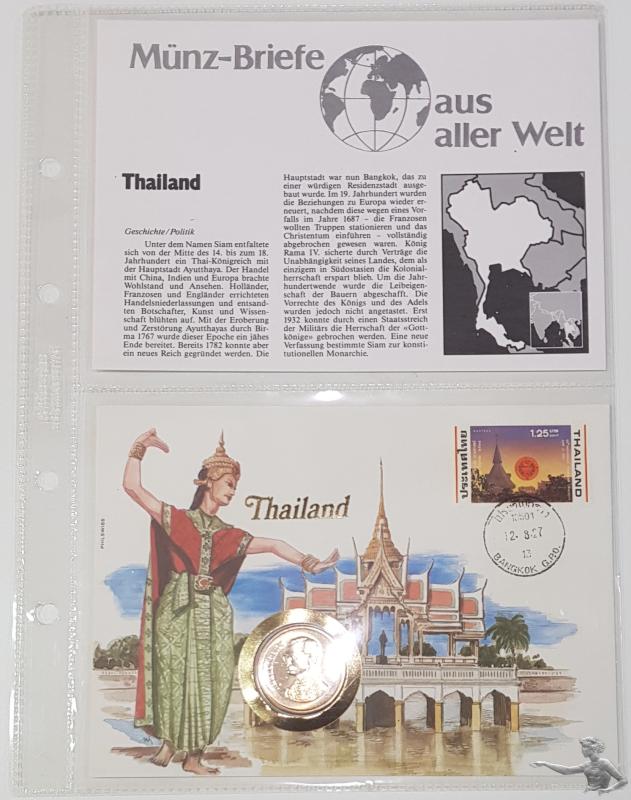 Münz-Briefe
aus
aller Welt
Thailand
Geschichte/Politik
Unter dem Namen Siam entfaltete
sich von der Mitte des 14. bis zum 18.
Jahrhundert ein Thai-Königreich mit
der Hauptstadt Ayutthaya. Der Handel
mit China, Indien und Europa brachte
Wohlstand und Ansehen. Holländer,
Franzosen und Engländer errichteten
Handelsniederlassungen und entsand-
ten Botschafter, Kunst und Wissen-
schaft blühten auf. Mit der Eroberung
und Zerstörung Ayutthayas durch Bir-
ma 1767 wurde dieser Epoche ein jähes
Ende bereitet. Bereits 1782 konnte aber
ein neues Reich gegründet werden. Die
Hauptstadt war nun Bangkok, das zu
einer würdigen Residenzstadt ausge-
baut wurde. Im 19. Jahrhundert wurden
die Beziehungen zu Europa wieder er-
neuert, nachdem diese wegen eines Vor-
falls im Jahre 1687 – die Franzosen
wollten Truppen stationieren und das
Christentum einführen – vollständig
abgebrochen gewesen waren. König
Rama IV. sicherte durch Verträge die
Unabhängigkeit seines Landes, dem als
einzigem in Südostasien die Kolonial-
herrschaft erspart blieb. Um die Jahr-
hundertwende wurde die Leibeigen-
schaft der Bauern abgeschafft. Die
Vorrechte des Königs und des Adels
wurden jedoch nicht angetastet. Erst
1932 konnte durch einen Staatsstreich
der Militärs die Herrschaft der «Gott-
könige» gebrochen werden. Eine neue
Verfassung bestimmte Siam zur konsti-
tutionellen Monarchie.
Thailand
PHILSWISS
1.25
THAILAND
ประเทศไทย
10501
13
BANGKOK G.P.O.